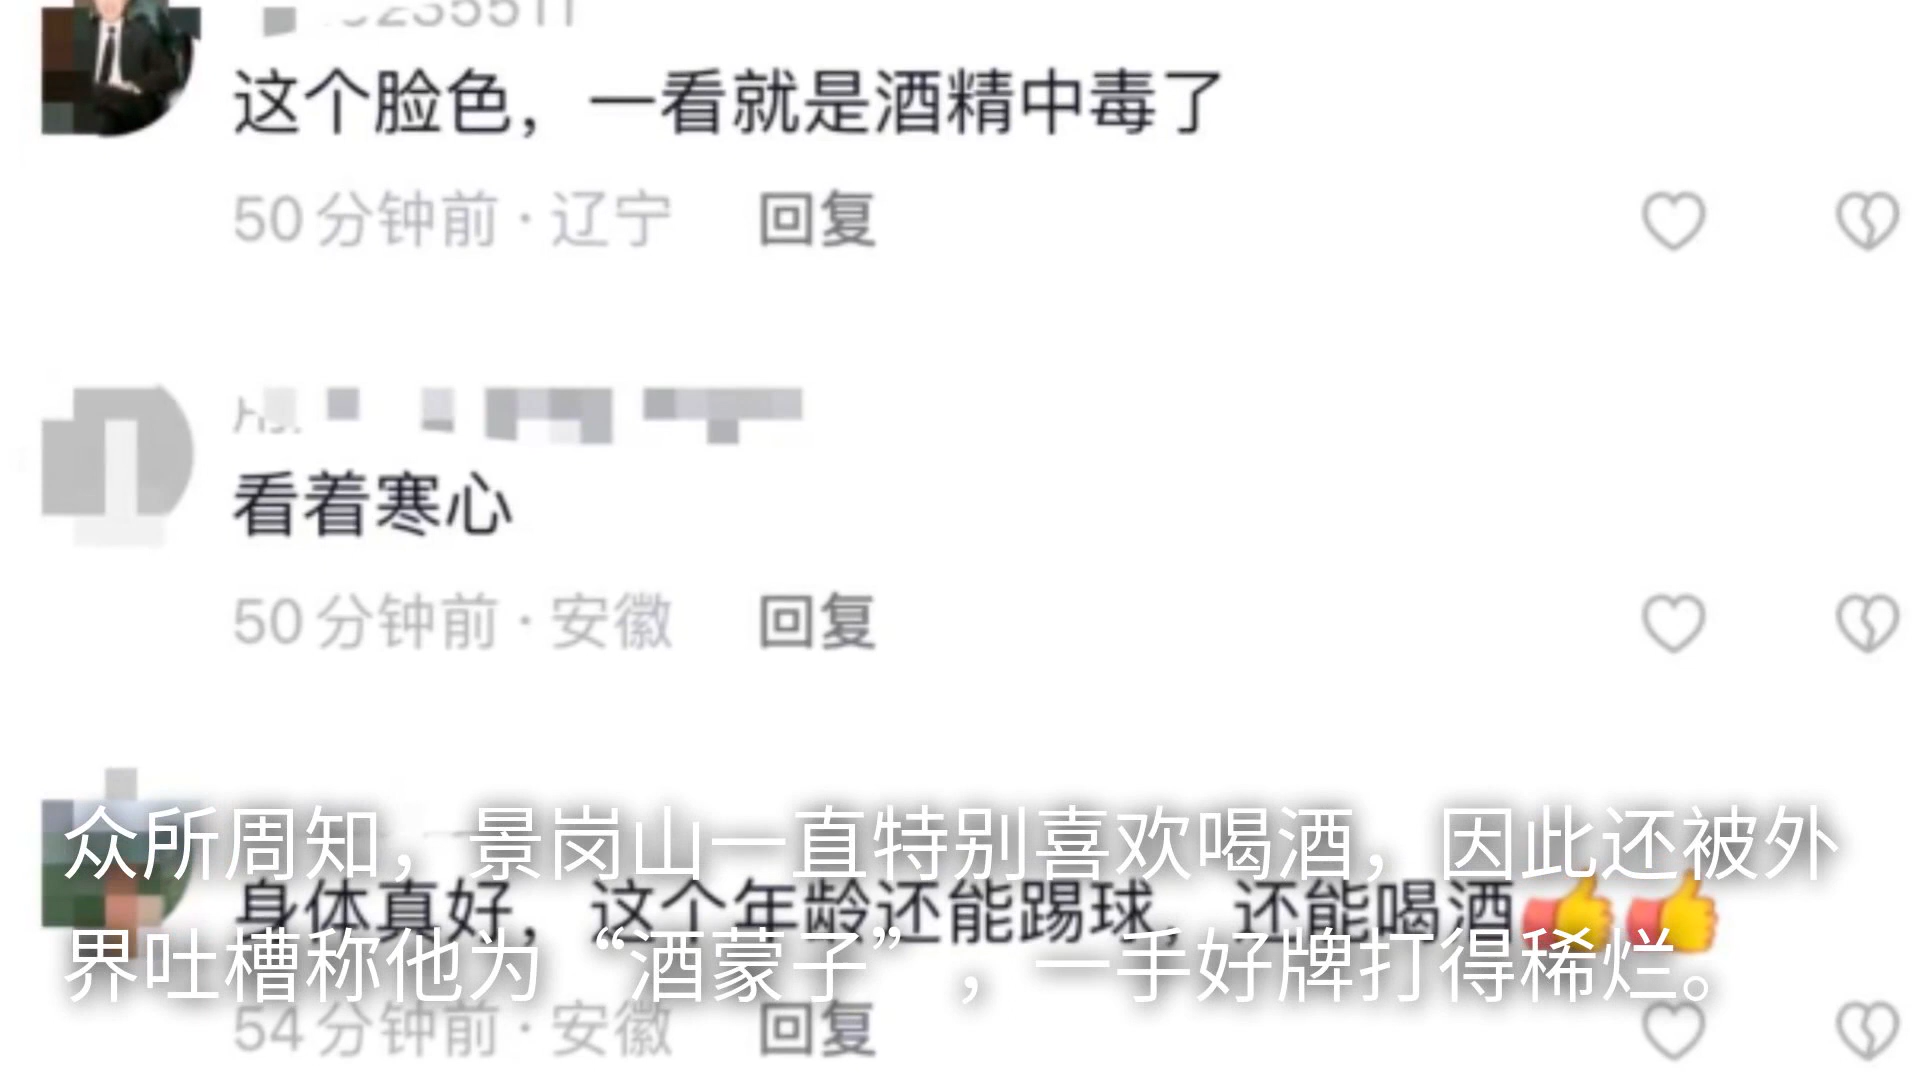 这个脸色，一看就是酒精中毒了
50分钟前·辽宁 回复
看着寒心
50分钟前·安徽 回复
众所周知，景岗山一直特别喜欢喝酒，因此还被外
身体真好，这个年龄还能踢球，还能喝酒👍👍
界吐槽称他为“酒蒙子”，一手好牌打得稀烂。
54分钟前·安徽 回复